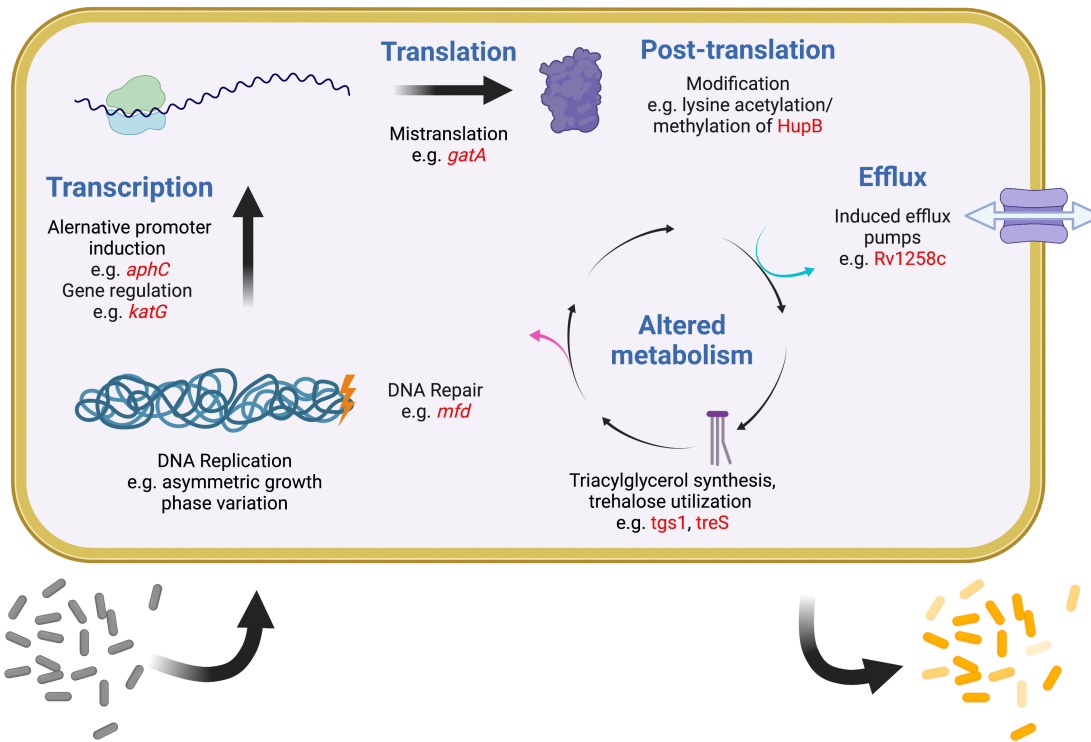 Translation
Mistranslation
e.g. gatA
Post-translation
Modification
e.g. lysine acetylation/
methylation of HupB
Transcription
Alernative promoter
induction
e.g. aphC
Gene regulation
e.g. katG
Efflux
Induced efflux
pumps
e.g. Rv1258c
Altered
metabolism
DNA Repair
e.g. mfd
DNA Replication
e.g. asymmetric growth
phase variation
Triacylglycerol synthesis,
trehalose utilization
e.g. tgs1, treS